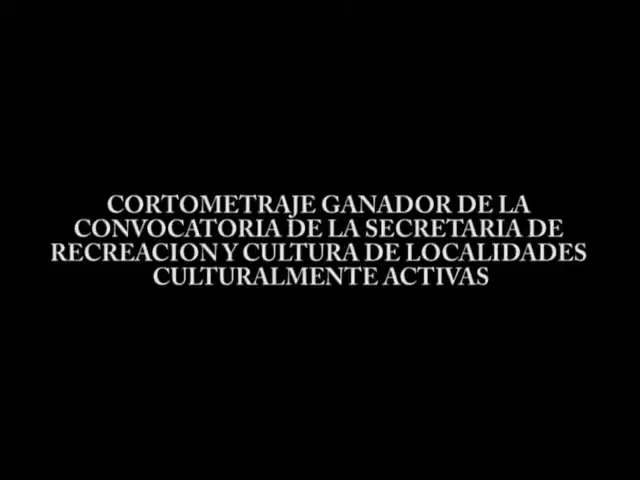 CORTOMETRAJE GANADOR DE LA
CONVOCATORIA DE LA SECRETARIA DE
RECREACION Y CULTURA DE LOCALIDADES
CULTURALMENTE ACTIVAS